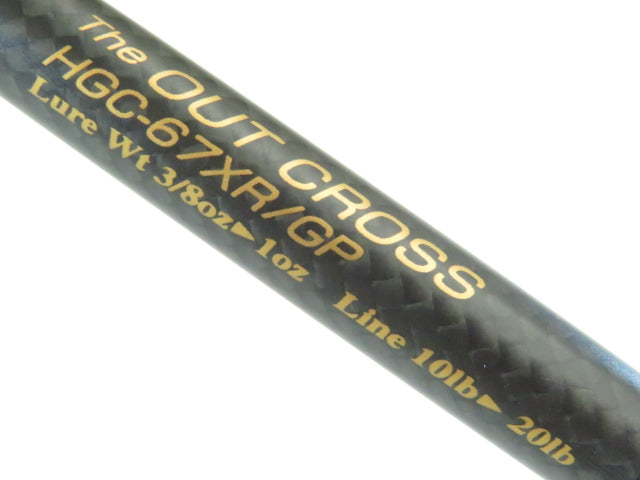 The OUT CROSS
HGC-67XR/GP
Lure Wt 3/8oz▶1oz Line 10lb▶20lb